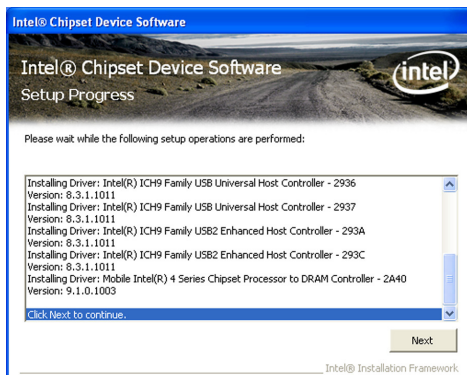 Intel® Chipset Device Software
Intel® Chipset Device Software
Setup Progress
intel
Please wait while the following setup operations are performed:
Installing Driver: Intel(R) ICH9 Family USB Universal Host Controller - 2936
Version: 8.3.1.1011
Installing Driver: Intel(R) ICH9 Family USB Universal Host Controller - 2937
Version: 8.3.1.1011
Installing Driver: Intel(R) ICH9 Family USB2 Enhanced Host Controller - 293A
Version: 8.3.1.1011
Installing Driver: Intel(R) ICH9 Family USB2 Enhanced Host Controller - 293C
Version: 8.3.1.1011
Installing Driver: Mobile Intel(R) 4 Series Chipset Processor to DRAM Controller - 2A40
Version: 9.1.0.1003
Click Next to continue.
Next
Intel® Installation Framework